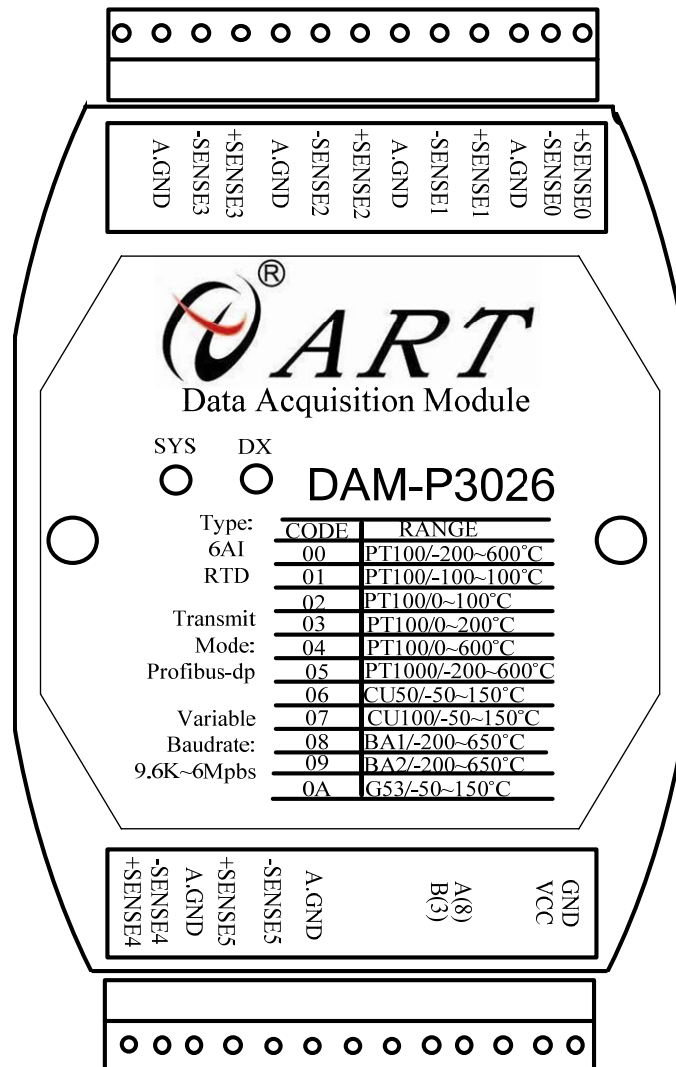 A.GND -SENSE3 +SENSE3 A.GND -SENSE2 +SENSE2 A.GND -SENSE1 +SENSE1 A.GND -SENSE0 +SENSE0
®
ART
Data Acquisition Module
SYS DX
DAM-P3026
Type:
6AI
RTD
Transmit
Mode:
Profibus-dp
Variable
Baudrate:
9.6K~6Mpbs
CODE RANGE
00 PT100/-200~600°C
01 PT100/-100~100°C
02 PT100/0~100°C
03 PT100/0~200°C
04 PT100/0~600°C
05 PT1000/-200~600°C
06 CU50/-50~150°C
07 CU100/-50~150°C
08 BA1/-200~650°C
09 BA2/-200~650°C
0A G53/-50~150°C
+SENSE4 -SENSE4 A.GND +SENSE5 -SENSE5 A.GND B(3) A(8) VCC GND